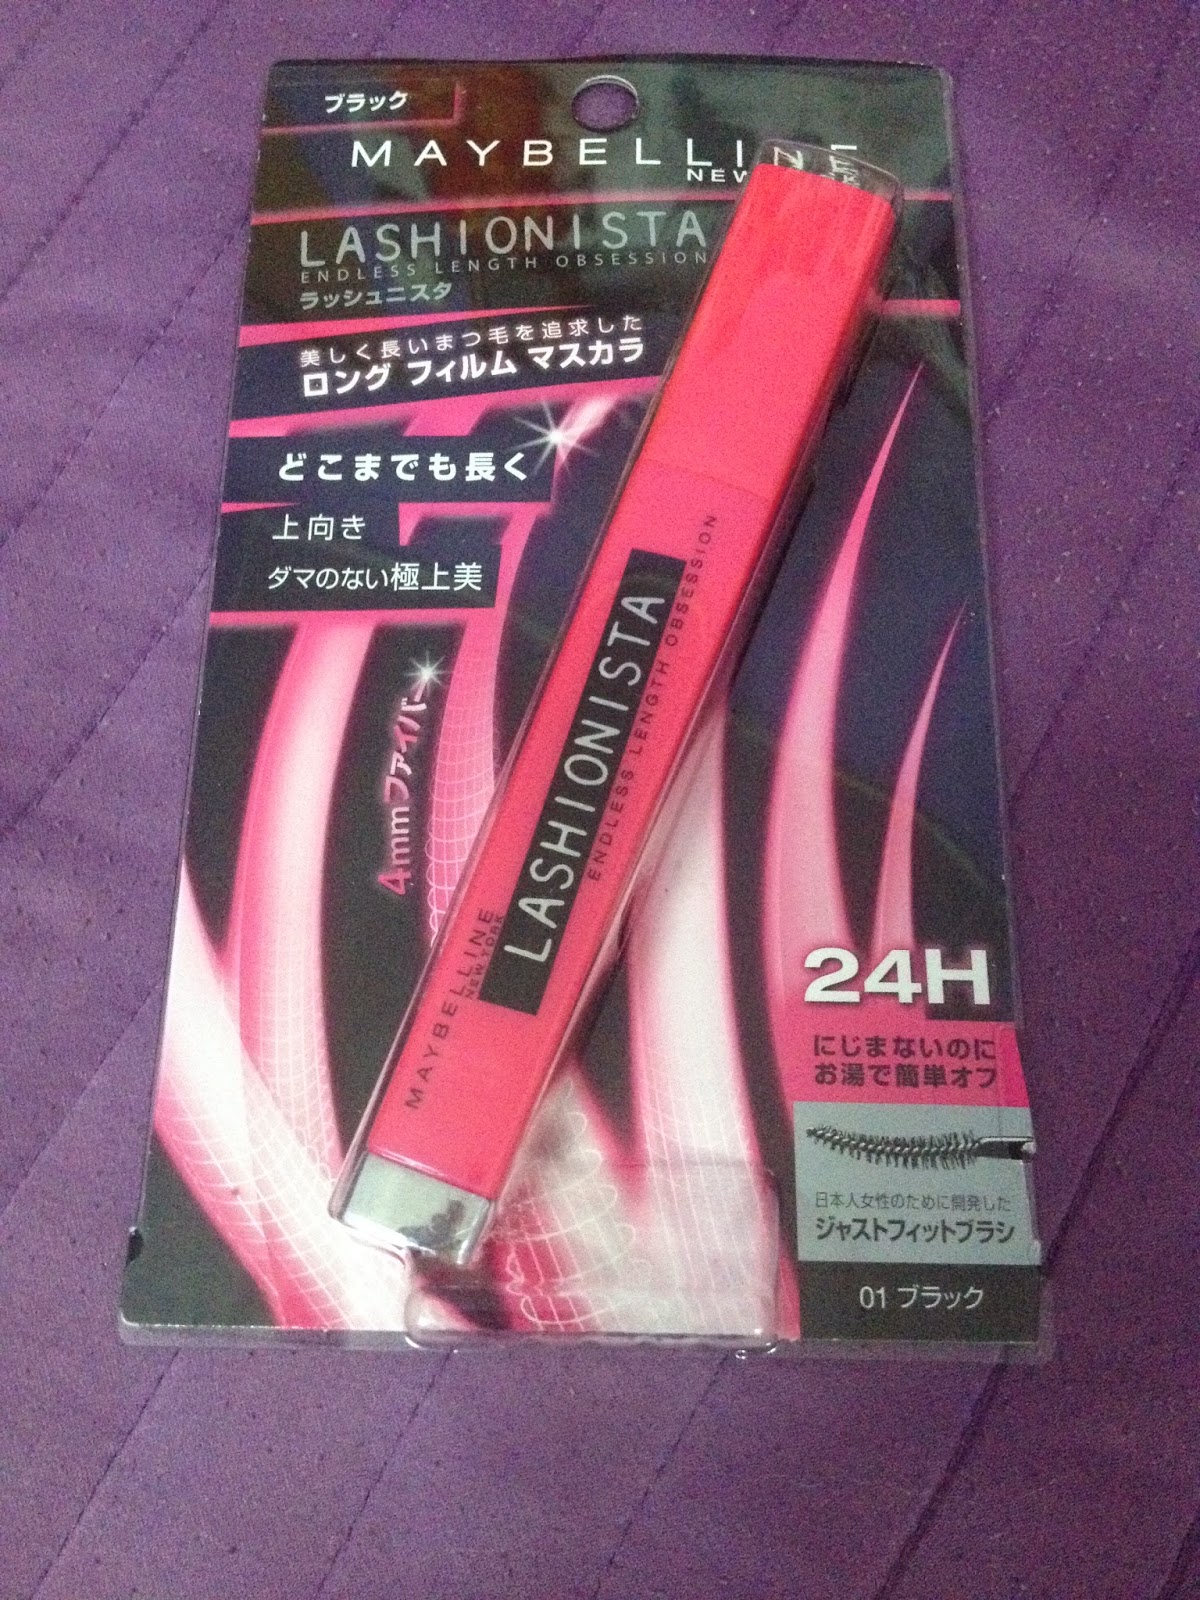 ブラック
MAYBELLINE
NEW
LASHIONISTA
ENDLESS LENGTH OBSESSION
ラッシュニスタ
美しく長いまつ毛を追求した
ロング フィルム マスカラ
どこまでも長く
上向き
ダマのない極上美
4mmファイバー
MAYBELLINE
NEW YORK
LASHIONISTA
ENDLESS LENGTH OBSESSION
24H
にじまないのに
お湯で簡単オフ
日本人女性のために開発した
ジャストフィットブラシ
01 ブラック